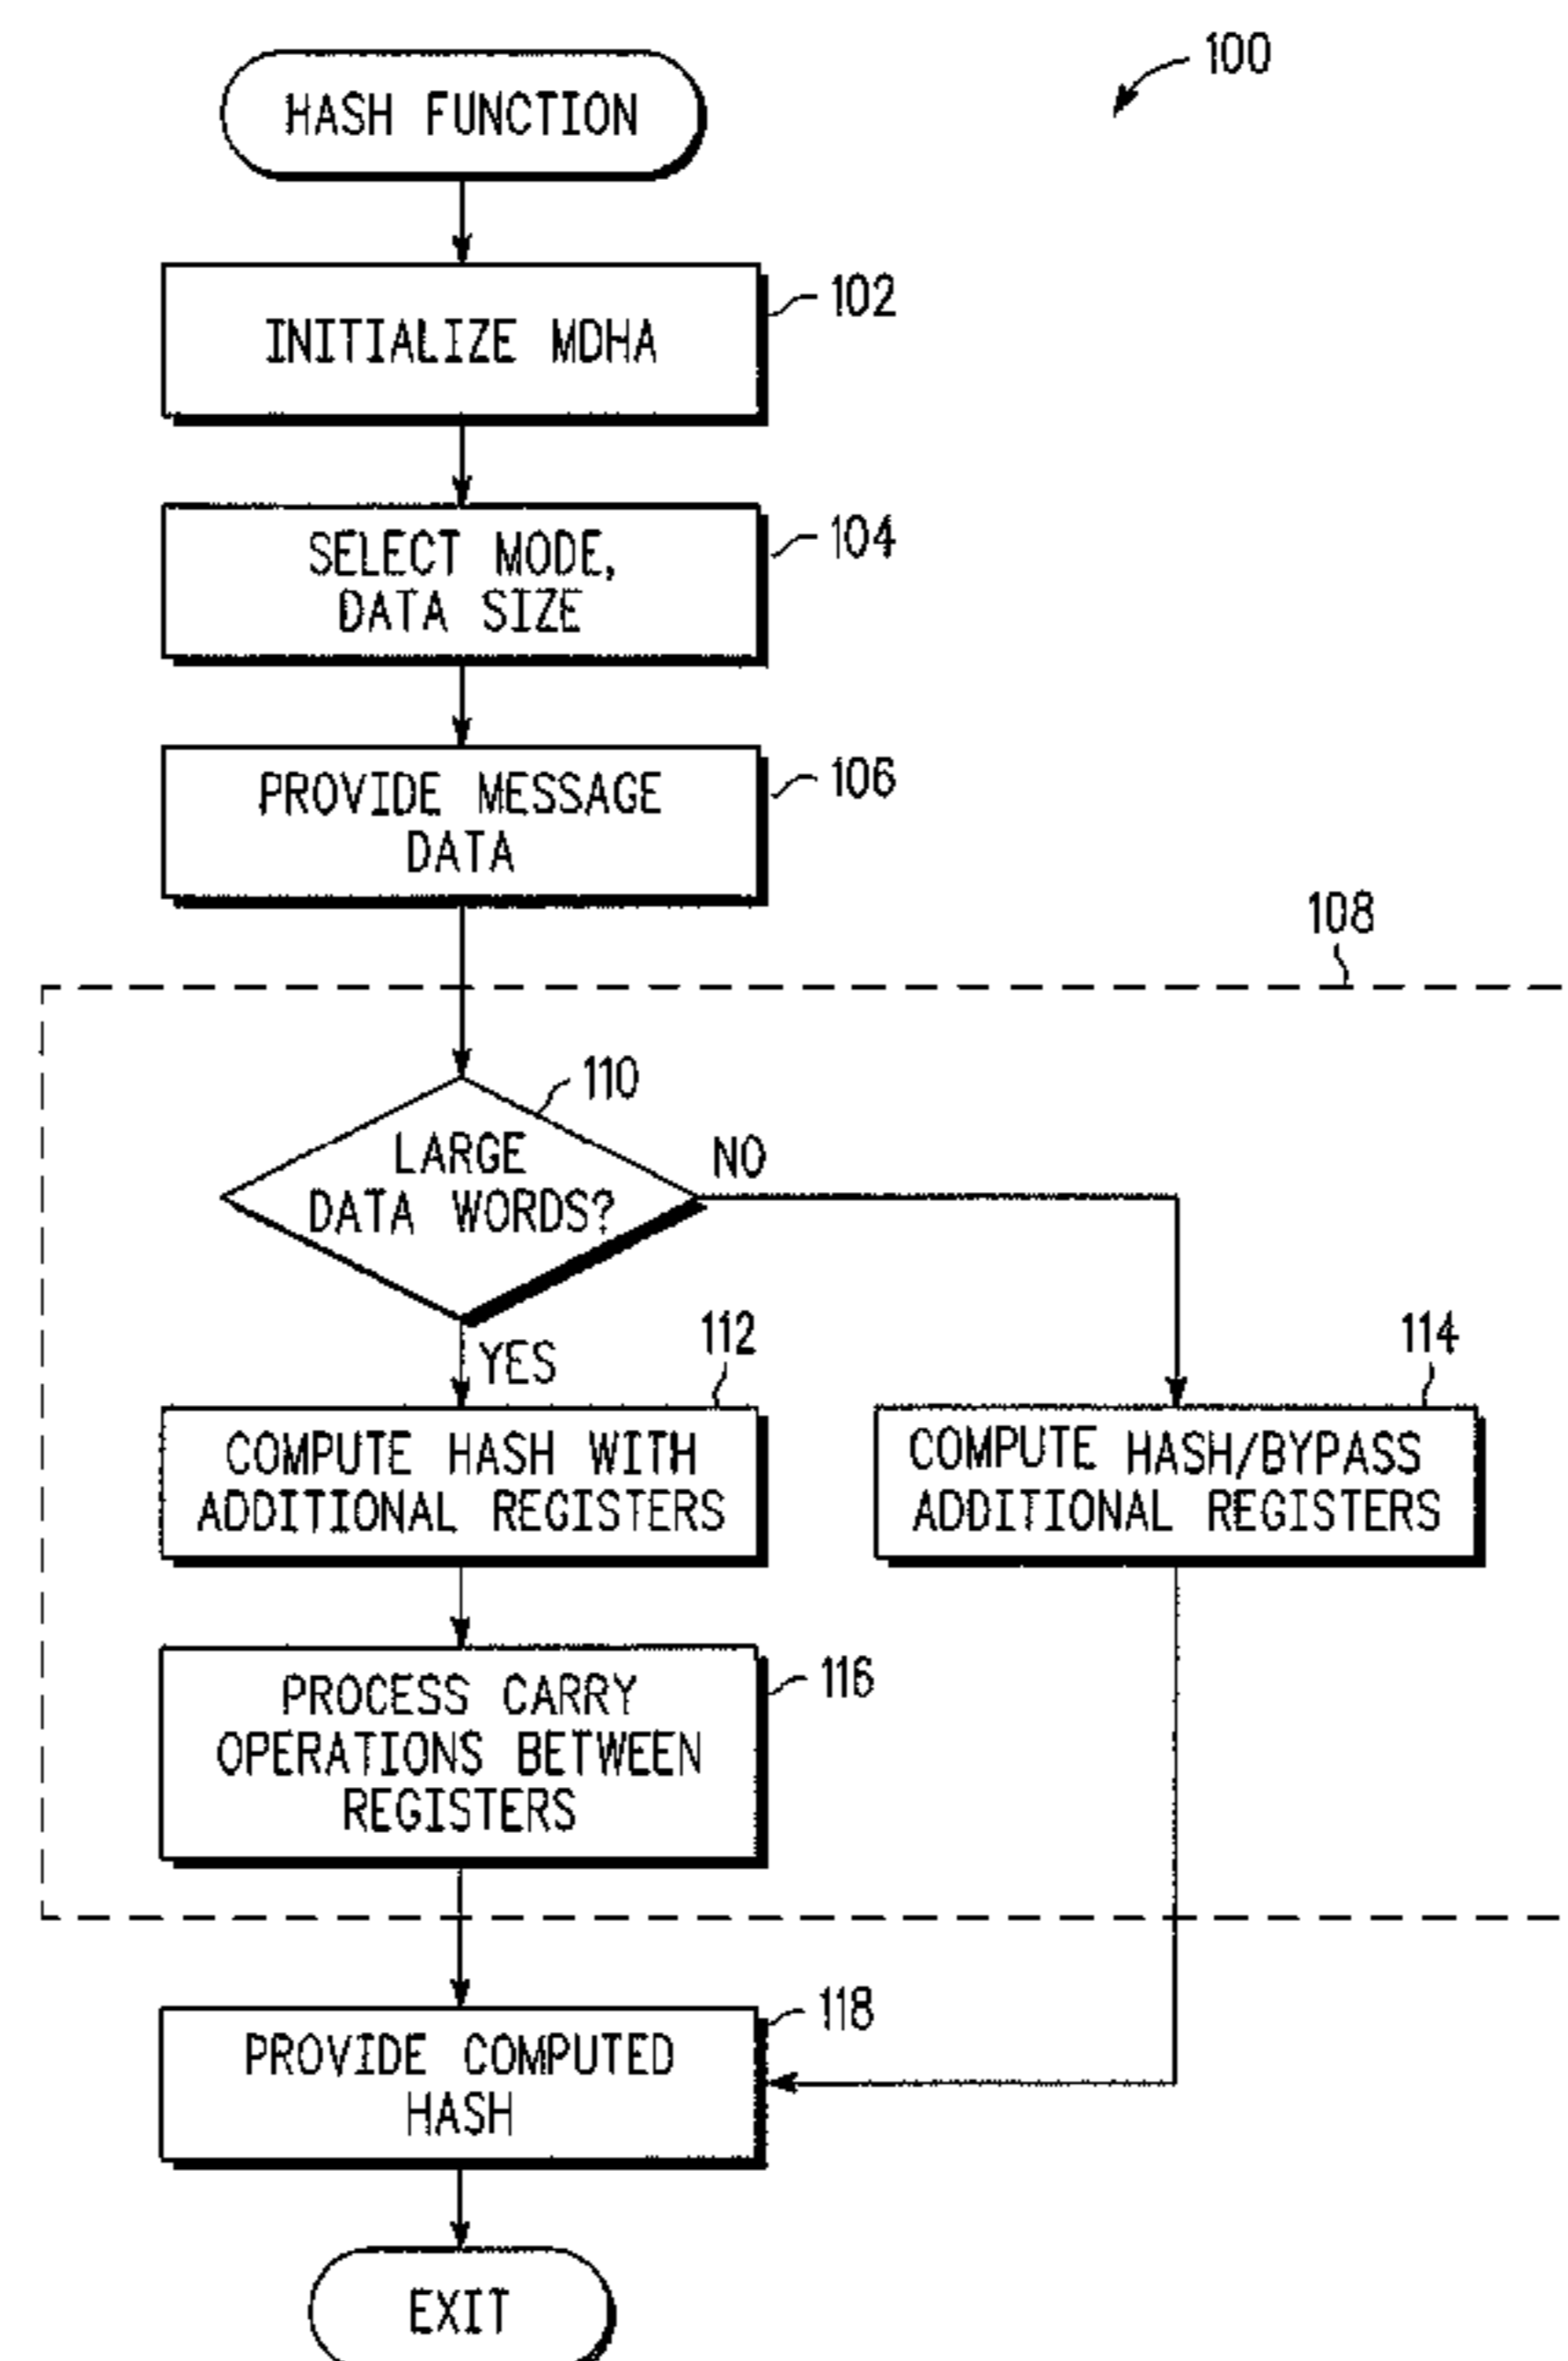 100
HASH FUNCTION
102
INITIALIZE MDHA
104
SELECT MODE,
DATA SIZE
106
PROVIDE MESSAGE
DATA
108
110
LARGE
DATA WORDS?
NO
YES
112
COMPUTE HASH WITH
ADDITIONAL REGISTERS
114
COMPUTE HASH/BYPASS
ADDITIONAL REGISTERS
116
PROCESS CARRY
OPERATIONS BETWEEN
REGISTERS
118
PROVIDE COMPUTED
HASH
EXIT